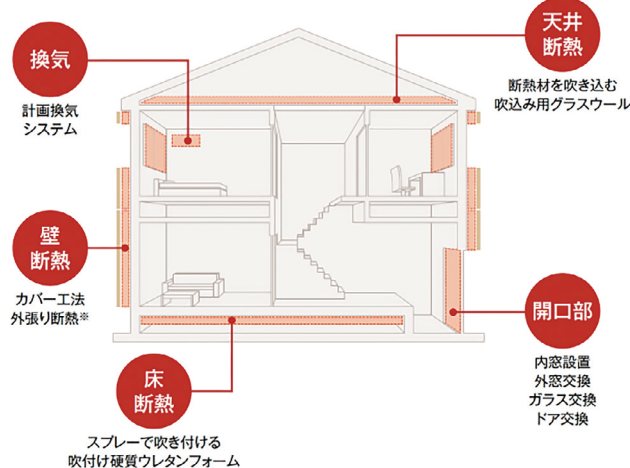 換気
計画換気
システム
天井
断熱
断熱材を吹き込む
吹込み用グラスウール
壁
断熱
カバー工法
外張り断熱※
開口部
内窓設置
外窓交換
ガラス交換
ドア交換
床
断熱
スプレーで吹き付ける
吹付け硬質ウレタンフォーム